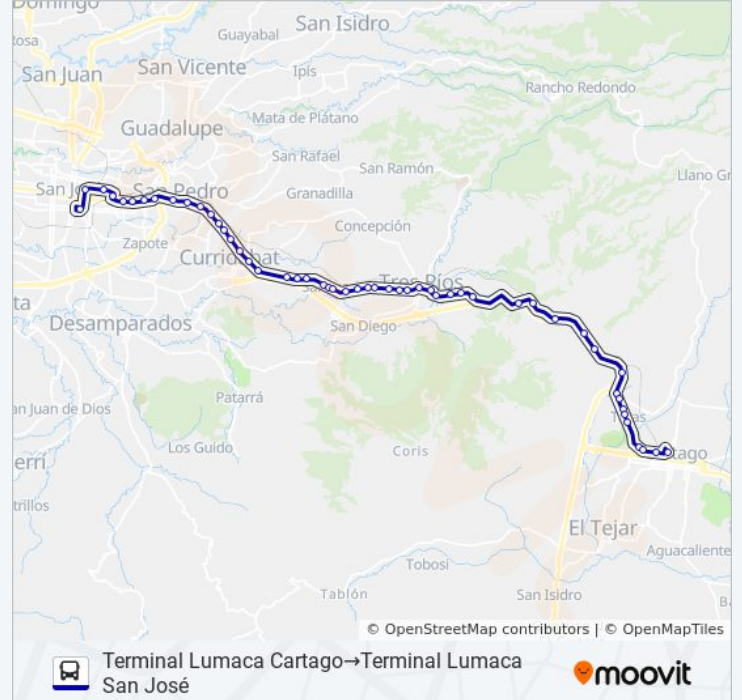 Domingo
San Isidro
Rosa
Guayabal
San Juan
San Vicente
Ipís
Rancho Redondo
Mata de Plátano
Guadalupe
San Rafael
San Ramón
Llano Gr
San J
San Pedro
Granadilla
Concepción
Zapote
Curridabat
Tres Ríos
ta
Desamparados
San Diego
Patarrá
an Juan de Dios
Los Guido
Coris
tago
erri
trillos
El Tejar
Aguacaliente
Tobosi
Tablón
San Isidro
© OpenStreetMap contributors | © OpenMapTiles
Terminal Lumaca Cartago→Terminal Lumaca
San José
moovit